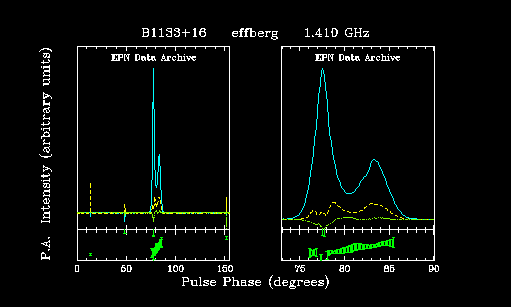 B1133+16 effberg 1.410 GHz
EPN Data Archive EPN Data Archive
Intensity (arbitrary units)
P.A.
0 50 100 150 75 80 85 90
Pulse Phase (degrees)